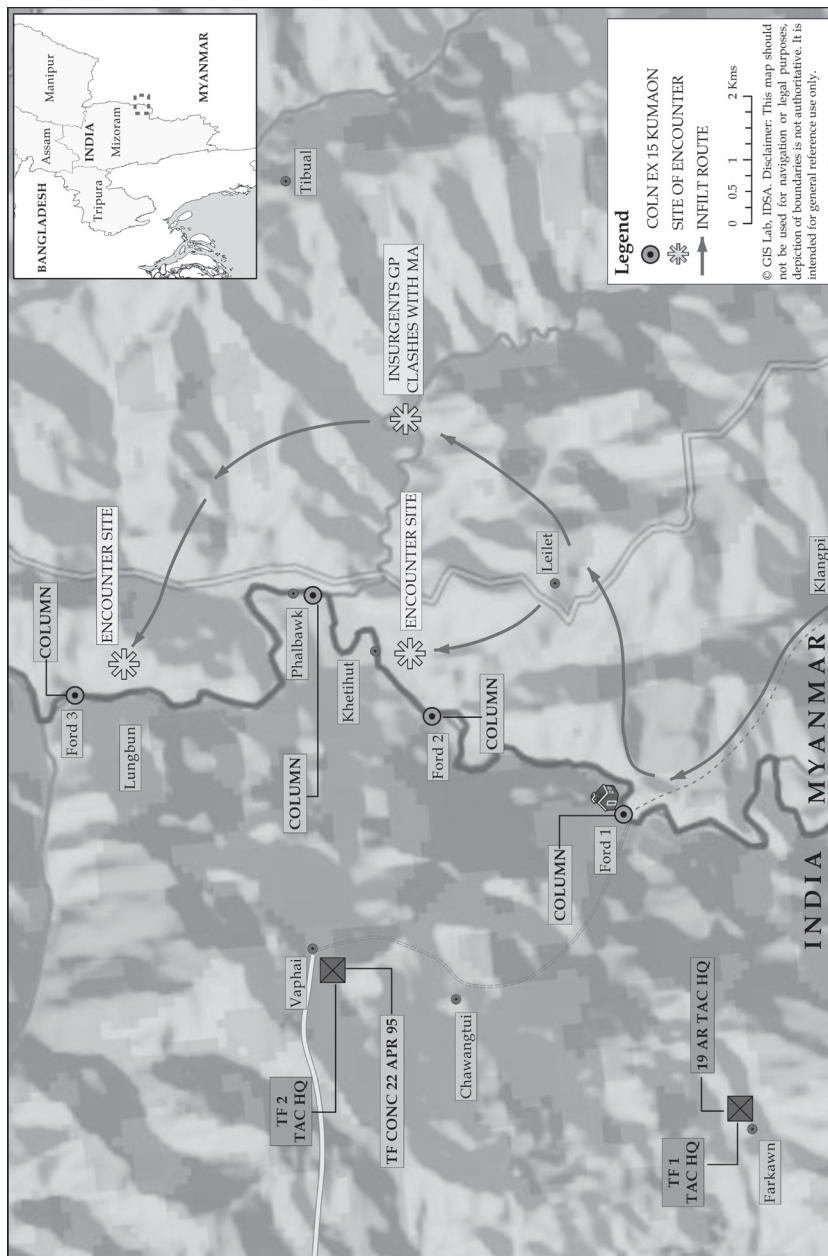 BANGLADESH
Assam
Manipur
INDIA
Tripura
Mizoram
MYANMAR
Tibual
INSURGENTS GP
CLASHES WITH MA
COLUMN
ENCOUNTER SITE
Ford 3
Lungbun
Phalbawk
Khetihut
COLUMN
Ford 2
COLUMN
ENCOUNTER SITE
Leilet
COLUMN
Ford 1
Klangpi
Vaphai
TF 2
TAC HQ
TF CONC 22 APR 95
Chawangtui
19 AR TAC HQ
TF 1
TAC HQ
Farkawn
INDIA MYANMAR
Legend
COLN EX 15 KUMAON
SITE OF ENCOUNTER
INFILT ROUTE
0 0.5 1 2 Kms
© GIS Lab, IDSA. Disclaimer: This map should
not be used for navigation or legal purposes,
depiction of boundaries is not authoritative. It is
intended for general reference use only.